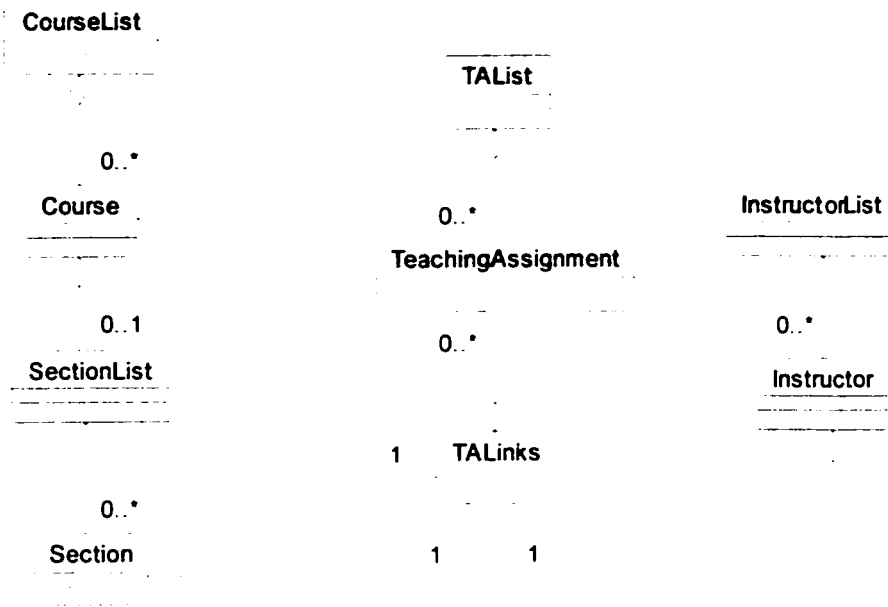 CourseList
TAList
0..*
Course
0..*
InstructorList
TeachingAssignment
0..1
0..*
0..*
SectionList
Instructor
1
TALinks
0..*
Section
1
1